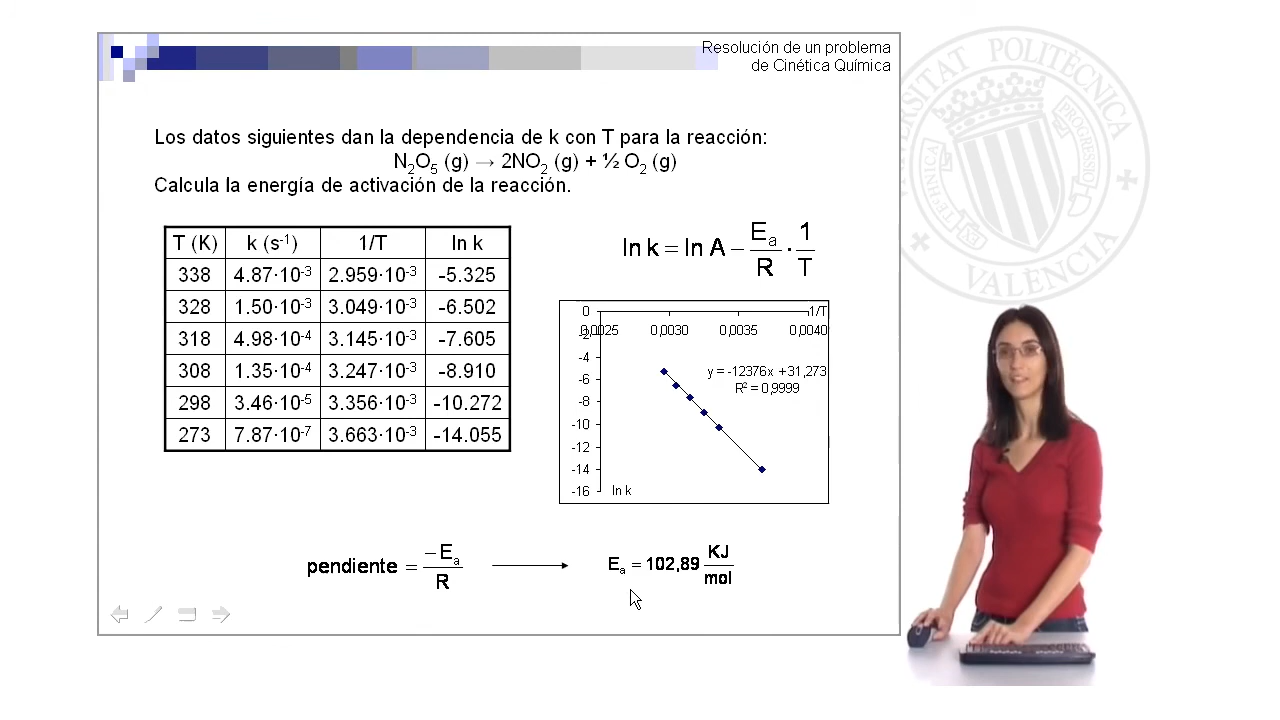 Resolución de un problema
de Cinética Química
UNIVERSITAT POLITÈCNICA
DE VALÈNCIA
Los datos siguientes dan la dependencia de k con T para la reacción:
N₂O₅ (g) → 2NO₂ (g) + ½ O₂ (g)
Calcula la energía de activación de la reacción.
T (K) k (s⁻¹) 1/T ln k
338 4.87·10⁻³ 2.959·10⁻³ -5.325
328 1.50·10⁻³ 3.049·10⁻³ -6.502
318 4.98·10⁻⁴ 3.145·10⁻³ -7.605
308 1.35·10⁻⁴ 3.247·10⁻³ -8.910
298 3.46·10⁻⁵ 3.356·10⁻³ -10.272
273 7.87·10⁻⁷ 3.663·10⁻³ -14.055
ln k = ln A − Eₐ/R · 1/T
0 1/T
0,0025 0,0030 0,0035 0,0040
-2
-4
y = -12376x + 31,273
-6
R² = 0,9999
-8
-10
-12
-14
-16 ln k
pendiente = −Eₐ/R
Eₐ = 102,89 KJ/mol